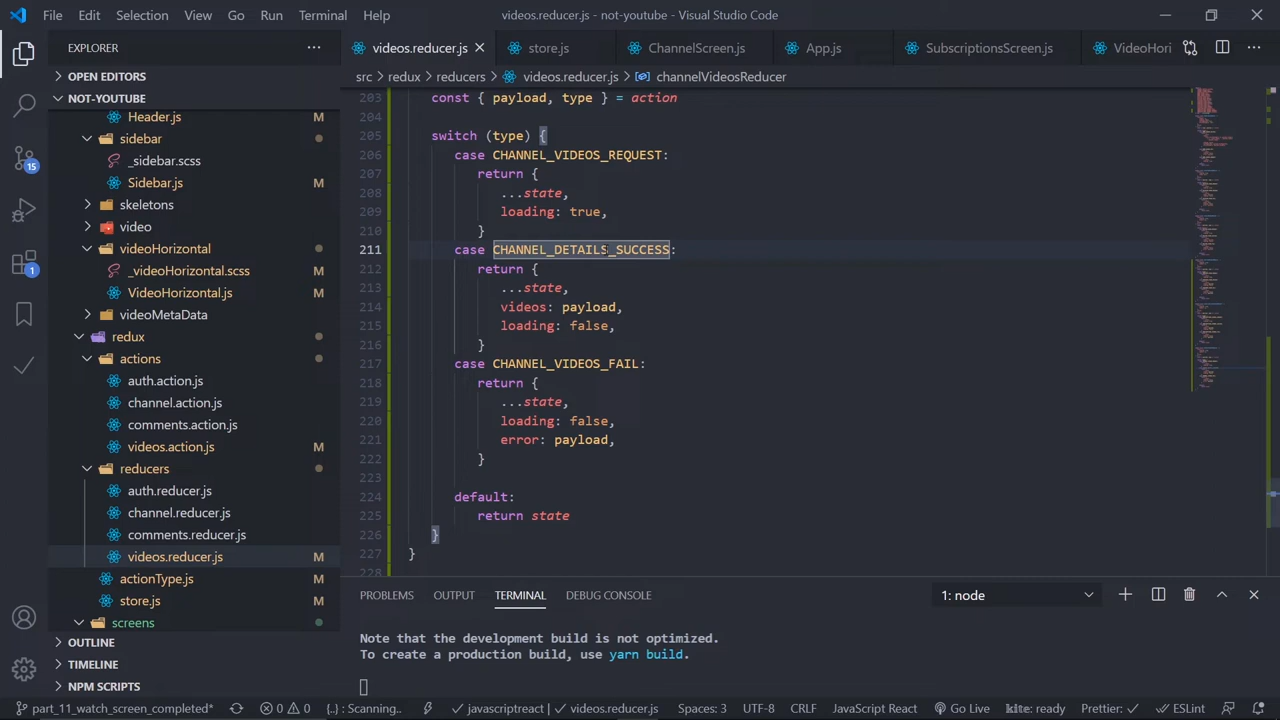 File Edit Selection View Go Run Terminal Help
videos.reducer.js - not-youtube - Visual Studio Code
EXPLORER
videos.reducer.js
store.js
ChannelScreen.js
App.js
SubscriptionsScreen.js
VideoHori
src > redux > reducers > videos.reducer.js > channelVideosReducer
OPEN EDITORS
NOT-YOUTUBE
Header.js
sidebar
_sidebar.scss
Sidebar.js M
skeletons
video
videoHorizontal
_videoHorizontal.scss
VideoHorizontal.js M
videoMetaData
redux
actions
auth.action.js
channel.action.js
comments.action.js
videos.action.js M
reducers
auth.reducer.js
channel.reducer.js
comments.reducer.js
videos.reducer.js M
actionType.js M
store.js M
screens
OUTLINE
TIMELINE
NPM SCRIPTS
15
1
203 const { payload, type } = action
204
205 switch (type) {
206 case CHANNEL_VIDEOS_REQUEST:
207 return {
208 ...state,
209 loading: true,
210 }
211 case CHANNEL_DETAILS_SUCCESS:
212 return {
213 ...state,
214 videos: payload,
215 loading: false,
216 }
217 case CHANNEL_VIDEOS_FAIL:
218 return {
219 ...state,
220 loading: false,
221 error: payload,
222 }
223
224 default:
225 return state
226 }
227 }
228
PROBLEMS OUTPUT TERMINAL DEBUG CONSOLE
1: node
Note that the development build is not optimized.
To create a production build, use yarn build.
part_11_watch_screen_completed* 0 0 {..} : Scanning.. javascriptreact videos.reducer.js Spaces: 3 UTF-8 CRLF JavaScript React Go Live kite: ready Prettier: ESLint